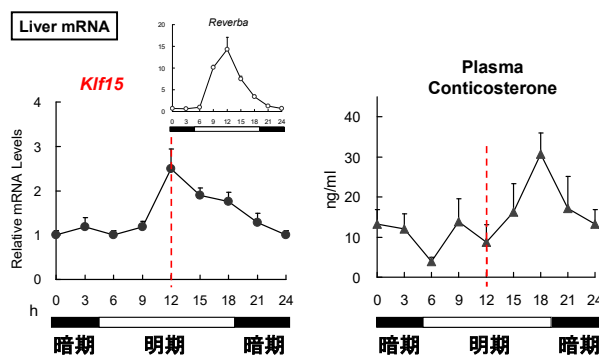 Liver mRNA
Reverba
20
15
10
5
0
0 3 6 9 12 15 18 21 24
Klf15
Relative mRNA Levels
4
3
2
1
0
0 3 6 9 12 15 18 21 24
h
暗期 明期 暗期
Plasma
Conticosterone
ng/ml
40
30
20
10
0
0 3 6 9 12 15 18 21 24
暗期 明期 暗期